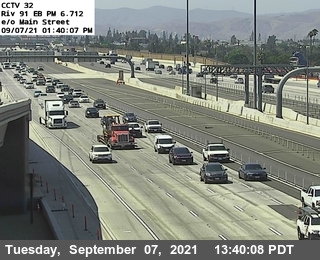 CCTV 32
Riv 91 EB PM 6.712
e/o Main Street
09/07/21 01:40:07 PM
Tuesday, September 07, 2021 13:40:08 PDT